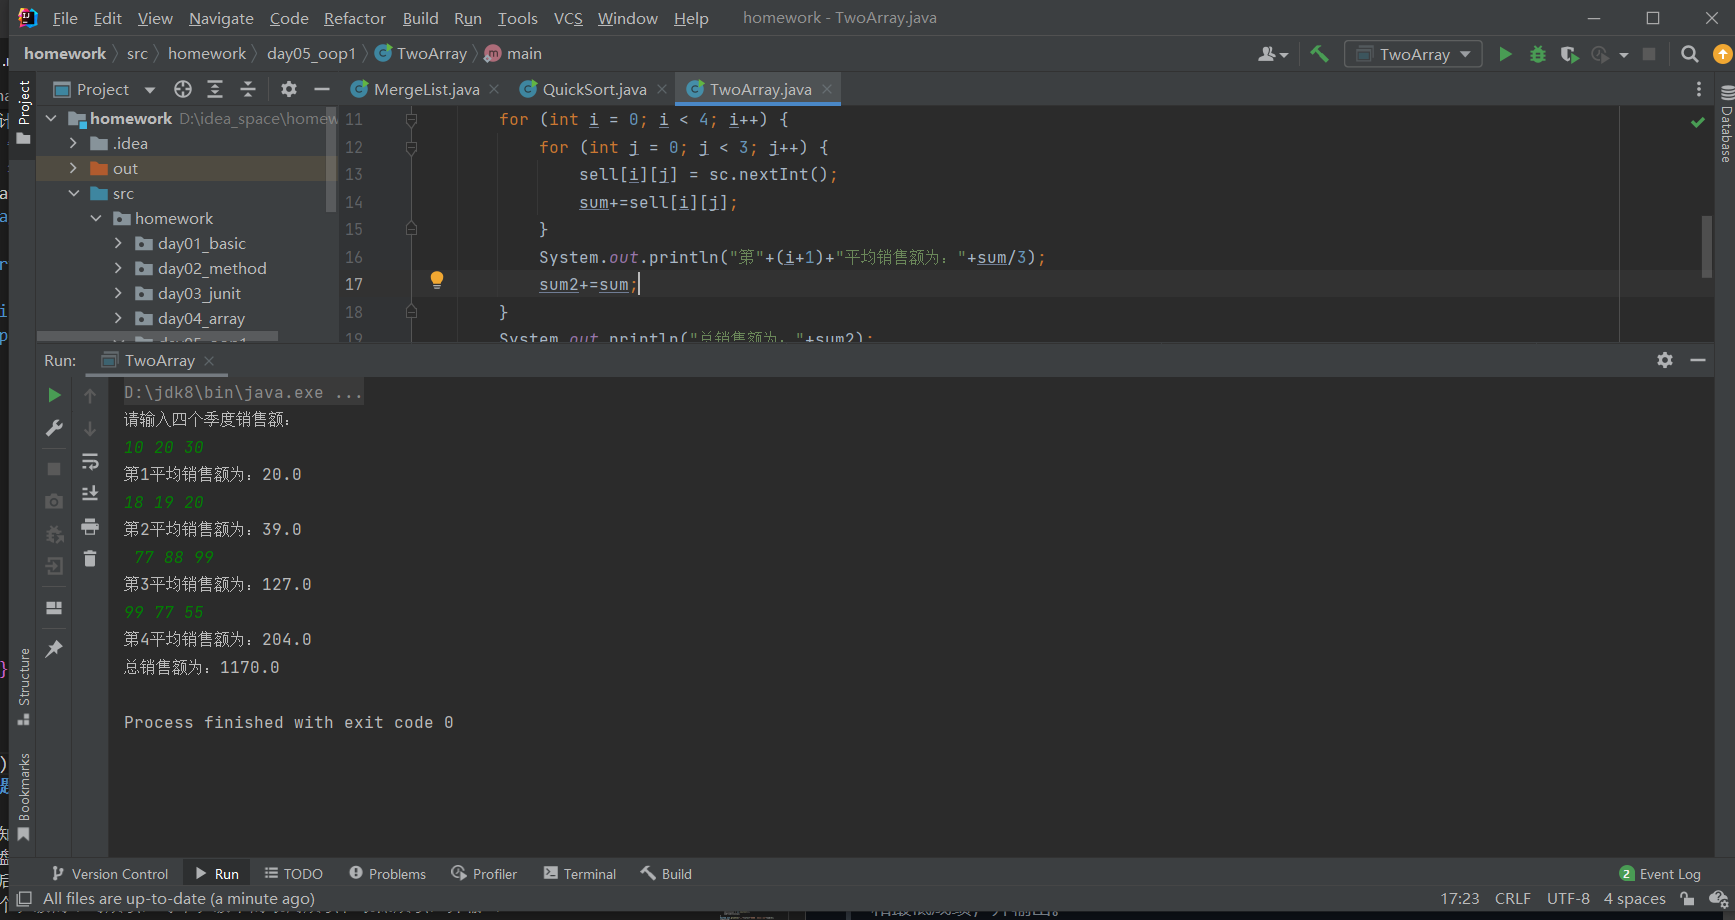 File Edit View Navigate Code Refactor Build Run Tools VCS Window Help homework - TwoArray.java
homework src homework day05_oop1 TwoArray main
TwoArray
Project
MergeList.java QuickSort.java TwoArray.java
Project
Database
homework D:\idea_space\homew
.idea
out
src
homework
day01_basic
day02_method
day03_junit
day04_array
11 for (int i = 0; i < 4; i++) {
12 for (int j = 0; j < 3; j++) {
13 sell[i][j] = sc.nextInt();
14 sum+=sell[i][j];
15 }
16 System.out.println("第"+(i+1)+"平均销售额为："+sum/3);
17 sum2+=sum;
18 }
19 System.out.println("总销售额为："+sum2);
Run: TwoArray
D:\jdk8\bin\java.exe ...
请输入四个季度销售额：
10 20 30
第1平均销售额为：20.0
18 19 20
第2平均销售额为：39.0
77 88 99
第3平均销售额为：127.0
99 77 55
第4平均销售额为：204.0
总销售额为：1170.0
Process finished with exit code 0
Structure
Bookmarks
Version Control Run TODO Problems Profiler Terminal Build 2 Event Log
All files are up-to-date (a minute ago) 17:23 CRLF UTF-8 4 spaces